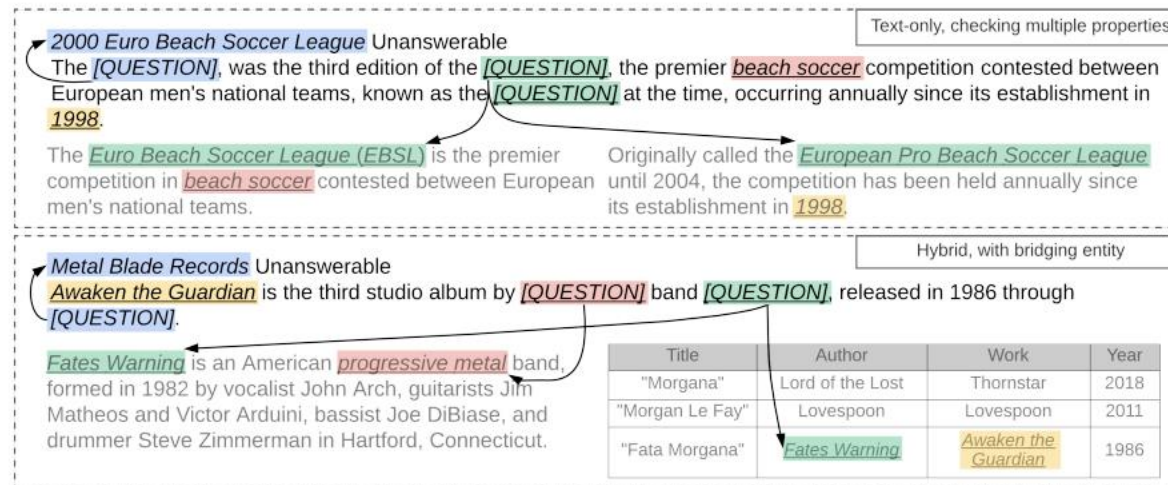 Text-only, checking multiple properties
2000 Euro Beach Soccer League Unanswerable
The [QUESTION], was the third edition of the [QUESTION], the premier beach soccer competition contested between
European men's national teams, known as the [QUESTION] at the time, occurring annually since its establishment in
1998.
The Euro Beach Soccer League (EBSL) is the premier
competition in beach soccer contested between European
men's national teams.
Originally called the European Pro Beach Soccer League
until 2004, the competition has been held annually since
its establishment in 1998.
Hybrid, with bridging entity
Metal Blade Records Unanswerable
Awaken the Guardian is the third studio album by [QUESTION] band [QUESTION], released in 1986 through
[QUESTION].
Fates Warning is an American progressive metal band,
formed in 1982 by vocalist John Arch, guitarists Jim
Matheos and Victor Arduini, bassist Joe DiBiase, and
drummer Steve Zimmerman in Hartford, Connecticut.
Title Author Work Year
"Morgana" Lord of the Lost Thornstar 2018
"Morgan Le Fay" Lovespoon Lovespoon 2011
"Fata Morgana" Fates Warning Awaken the Guardian 1986